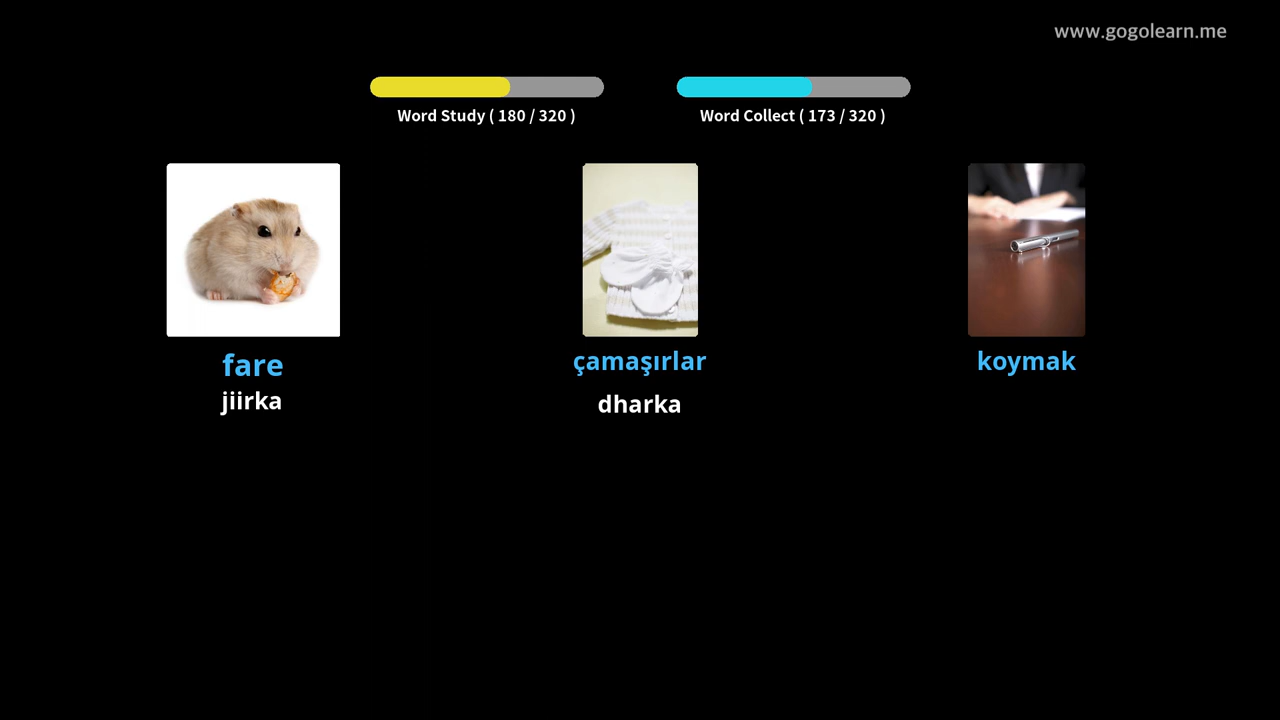 www.gogolearn.me
Word Study ( 180 / 320 )
Word Collect ( 173 / 320 )
fare
jiirka
çamaşırlar
dharka
koymak